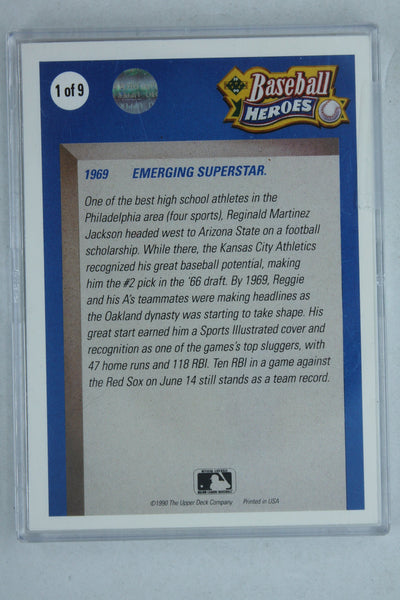 1 of 9
Baseball
HEROES
1969 EMERGING SUPERSTAR.
One of the best high school athletes in the
Philadelphia area (four sports), Reginald Martinez
Jackson headed west to Arizona State on a football
scholarship. While there, the Kansas City Athletics
recognized his great baseball potential, making
him the #2 pick in the '66 draft. By 1969, Reggie
and his A's teammates were making headlines as
the Oakland dynasty was starting to take shape. His
great start earned him a Sports Illustrated cover and
recognition as one of the games's top sluggers, with
47 home runs and 118 RBI. Ten RBI in a game against
the Red Sox on June 14 still stands as a team record.
©1990 The Upper Deck Company Printed in USA